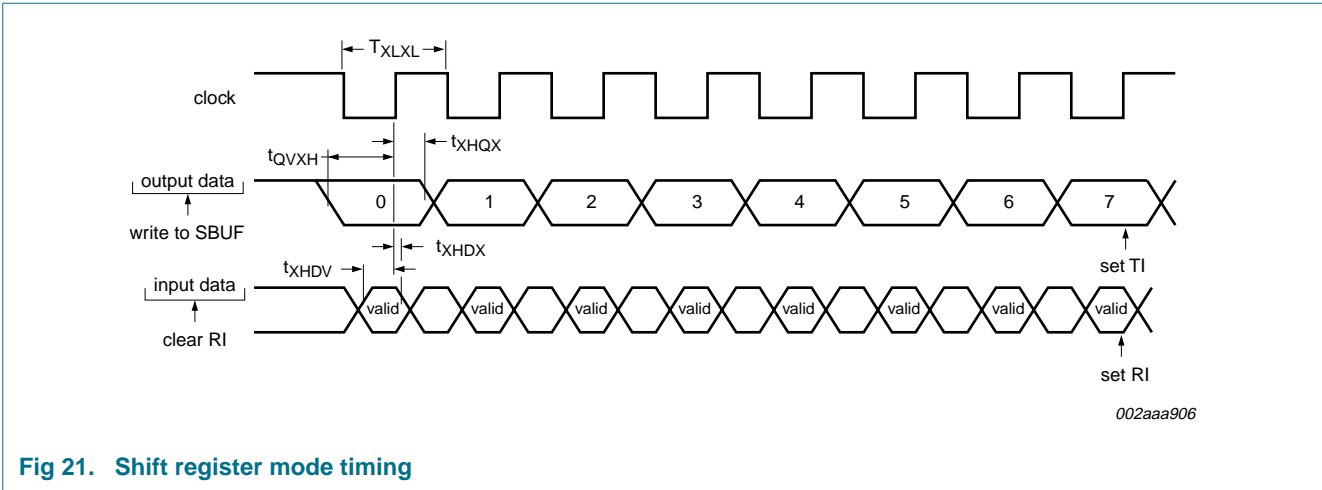 TXLXL
clock
tQVXH
tXHQX
output data
0 1 2 3 4 5 6 7
write to SBUF
tXHDX
set TI
tXHDV
input data
valid valid valid valid valid valid valid valid
clear RI
set RI
002aaa906
Fig 21. Shift register mode timing